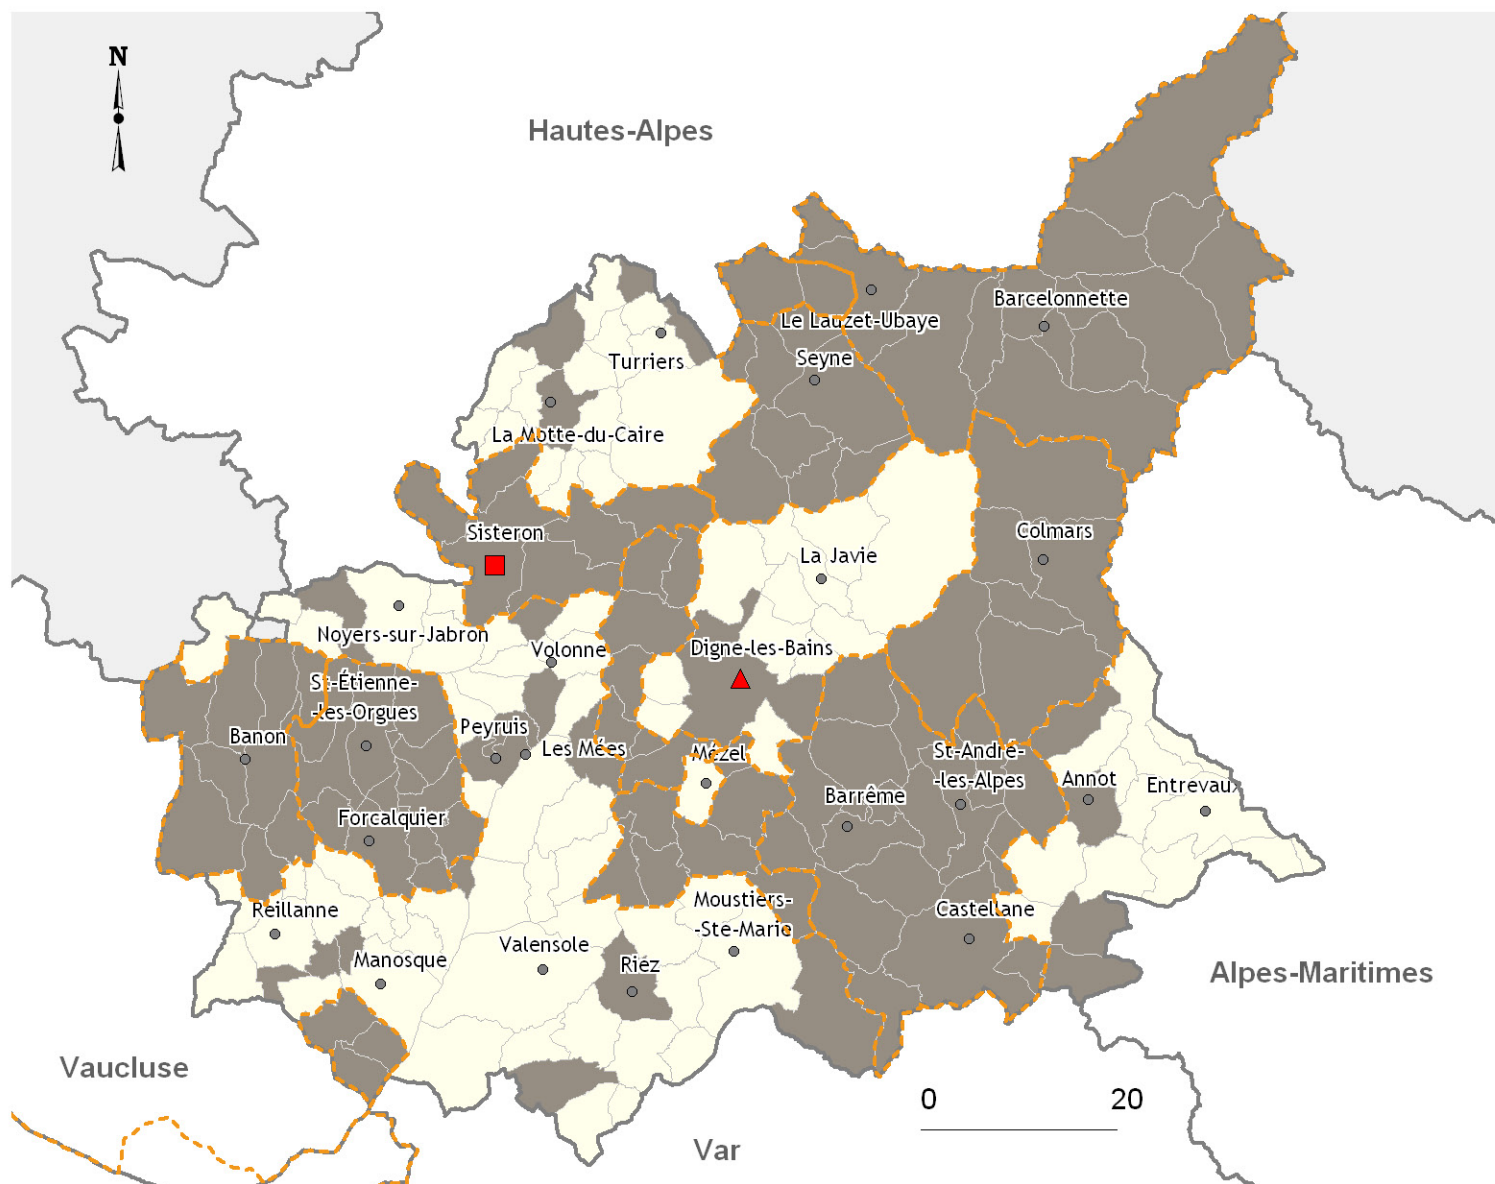 N
Hautes-Alpes
Barcelonnette
Le Lauzet-Ubaye
Seyne
Turriers
La Motte-du-Caire
Sisteron
Colmars
La Javie
Noyers-sur-Jabron
Volonne
Digne-les-Bains
St-Étienne-
-les-Orgues
Peyruis
Banon
Les Mées
Mézel
St-André-
-les-Alpes
Annot
Entrevaux
Barrême
Forcalquier
Moustiers-
-Ste-Marie
Reillanne
Castellane
Valensole
Manosque
Riez
Alpes-Maritimes
Vaucluse
0 20
Var